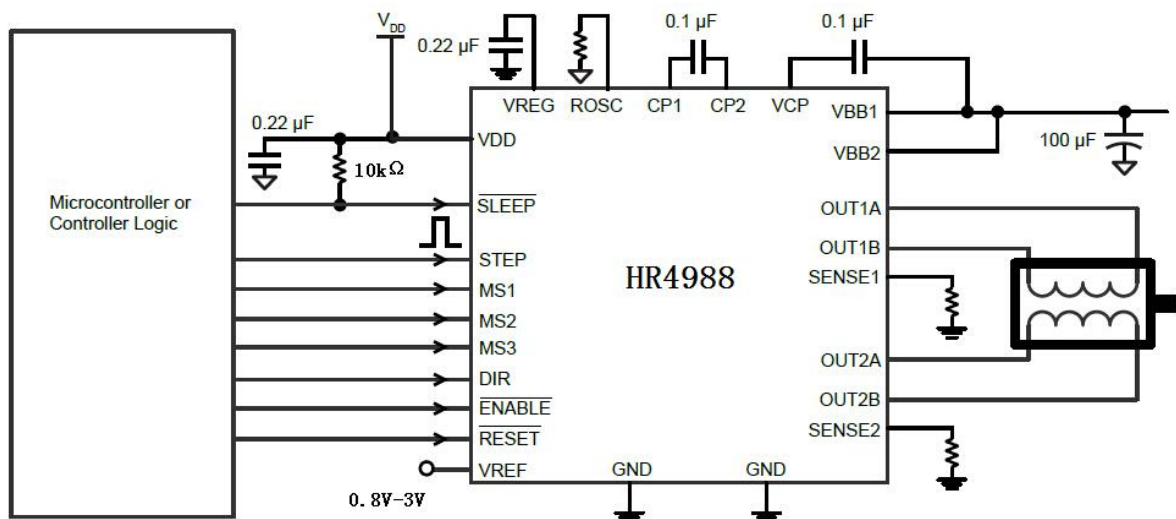 V_DD
0.22 µF
0.1 µF
0.1 µF
VREG
ROSC
CP1
CP2
VCP
VBB1
0.22 µF
VDD
VBB2
100 µF
10kΩ
Microcontroller or
Controller Logic
SLEEP
OUT1A
OUT1B
STEP
HR4988
SENSE1
MS1
MS2
MS3
OUT2A
DIR
OUT2B
ENABLE
SENSE2
RESET
VREF
GND
GND
0.8V-3V